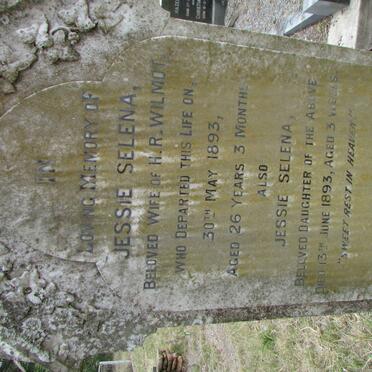 IN
LOVING MEMORY OF
JESSIE SELENA,
BELOVED WIFE OF H.R. WILMOT,
WHO DEPARTED THIS LIFE ON,
30TH MAY 1893,
AGED 26 YEARS 3 MONTHS
ALSO
JESSIE SELENA,
BELOVED DAUGHTER OF THE ABOVE
DIED 13TH JUNE 1893, AGED 3 WEEKS
"SWEET REST IN HEAVEN"